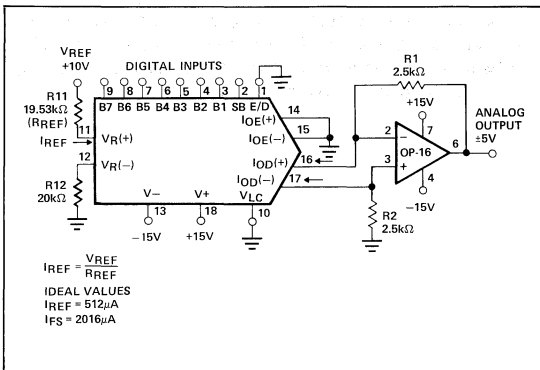 VREF
+10V
DIGITAL INPUTS
9 8 7 6 5 4 3 2 1
B7 B6 B5 B4 B3 B2 B1 SB E/D
R11
19.53kΩ
(RREF)
11
IREF
VR(+)
12
VR(-)
R12
20kΩ
V-
V+
VLC
13
18
10
-15V
+15V
IOE(+)
14
IOE(-)
15
IOD(+)
16
IOD(-)
17
R1
2.5kΩ
+15V
2
-
7
OP-16
6
3
+
4
-15V
R2
2.5kΩ
ANALOG
OUTPUT
±5V
IREF = VREF
RREF
IDEAL VALUES
IREF = 512μA
IFS = 2016μA